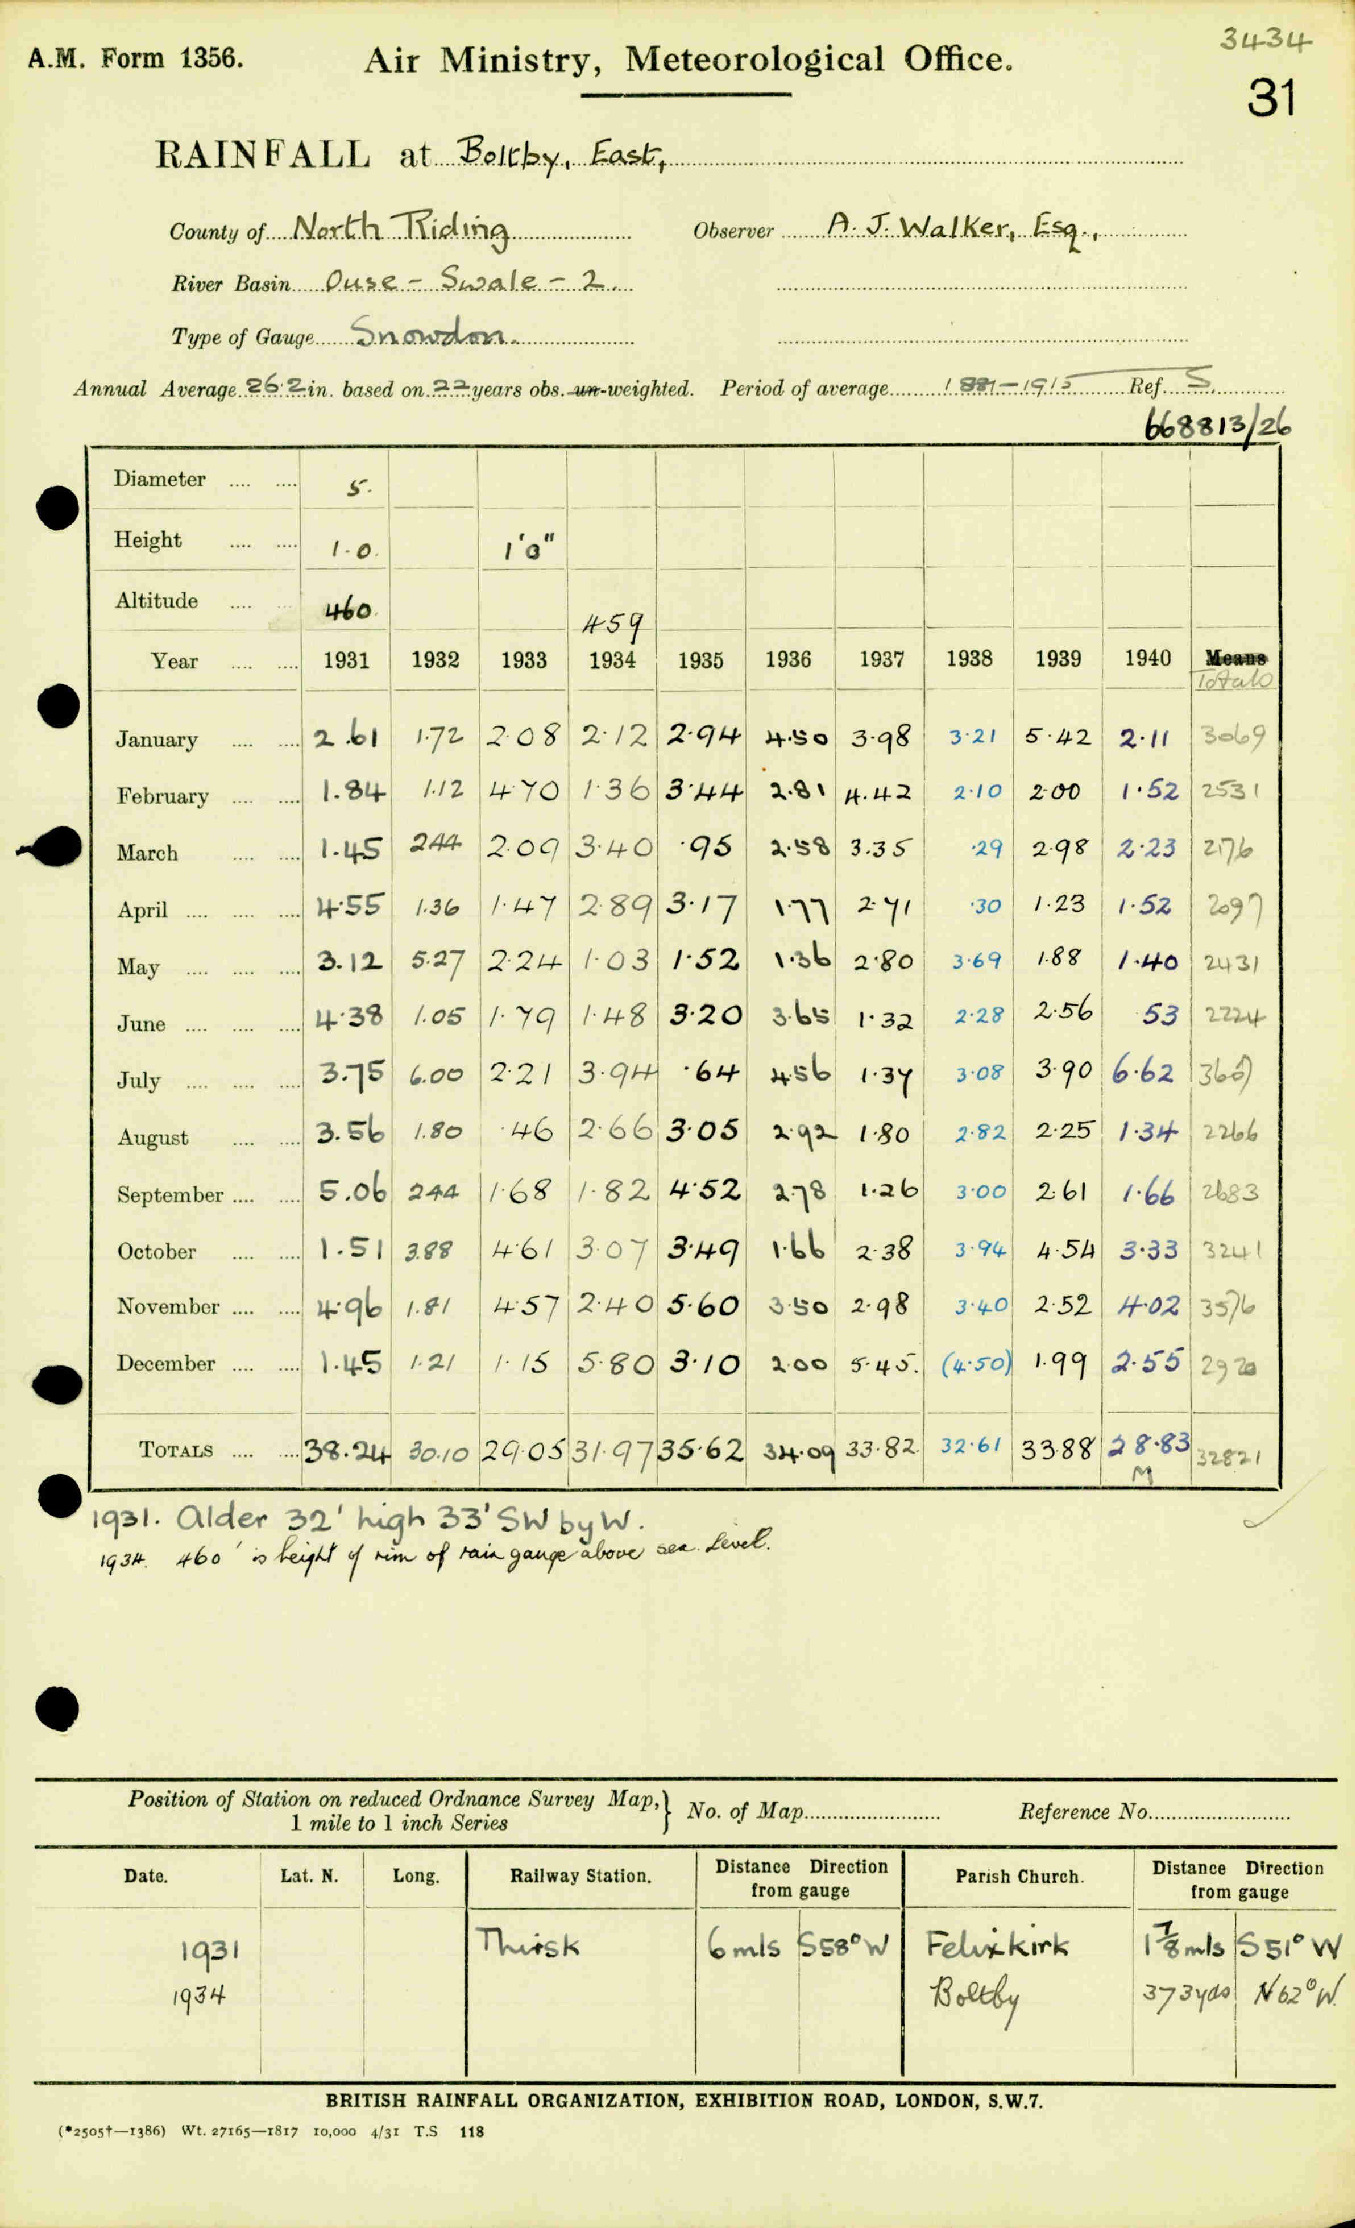 3434
A.M. Form 1356. Air Ministry, Meteorological Office.
31
RAINFALL at Boltby, East,
County of North Riding Observer A. J. Walker, Esq.,
River Basin Ouse - Swale - 2.
Type of Gauge Snowdon.
Annual Average 26.2 in. based on 22 years obs. un-weighted. Period of average 1881-1915 Ref. S.
668813/26
Diameter .... .... 5.
Height .... .... 1.0. 1'0"
Altitude .... 460. 459
Year .... .... 1931 1932 1933 1934 1935 1936 1937 1938 1939 1940 Means
Totals
January .... .... 2.61 1.72 2.08 2.12 2.94 4.50 3.98 3.21 5.42 2.11 3069
February .... .... 1.84 1.12 4.70 1.36 3.44 2.81 4.42 2.10 2.00 1.52 2531
March .... .... 1.45 2.44 2.09 3.40 .95 2.58 3.35 .29 2.98 2.23 2176
April .... .... .... 4.55 1.36 1.47 2.89 3.17 1.77 2.71 .30 1.23 1.52 2097
May .... .... .... 3.12 5.27 2.24 1.03 1.52 1.36 2.80 3.69 1.88 1.40 2431
June .... .... .... 4.38 1.05 1.79 1.48 3.20 3.65 1.32 2.28 2.56 53 2224
July .... .... .... 3.75 6.00 2.21 3.94 .64 4.56 1.37 3.08 3.90 6.62 3607
August .... .... 3.56 1.80 .46 2.66 3.05 2.92 1.80 2.82 2.25 1.34 2266
September .... .... 5.06 2.44 1.68 1.82 4.52 2.78 1.26 3.00 2.61 1.66 2683
October .... .... 1.51 3.88 4.61 3.07 3.49 1.66 2.38 3.94 4.54 3.33 3241
November .... .... 4.96 1.81 4.57 2.40 5.60 3.50 2.98 3.40 2.52 4.02 3576
December .... .... 1.45 1.21 1.15 5.80 3.10 2.00 5.45. (4.50) 1.99 2.55 2920
TOTALS .... .... 38.24 30.10 29.05 31.97 35.62 34.09 33.82 32.61 33.88 28.83 32821
M
1931. Alder 32' high 33' SW by W.
1934. 460' is height of rim of rain gauge above sea level.
Position of Station on reduced Ordnance Survey Map, } No. of Map Reference No.
1 mile to 1 inch Series
Date. Lat. N. Long. Railway Station. Distance Direction from gauge Parish Church. Distance Direction from gauge
1931 Thirsk 6 mls S58°W Felixkirk 1 7/8 mls S51°W
1934 Boltby 373 yds N62°W.
BRITISH RAINFALL ORGANIZATION, EXHIBITION ROAD, LONDON, S.W.7.
(*2505†—1386) Wt. 27165—1817 10,000 4/31 T.S 118